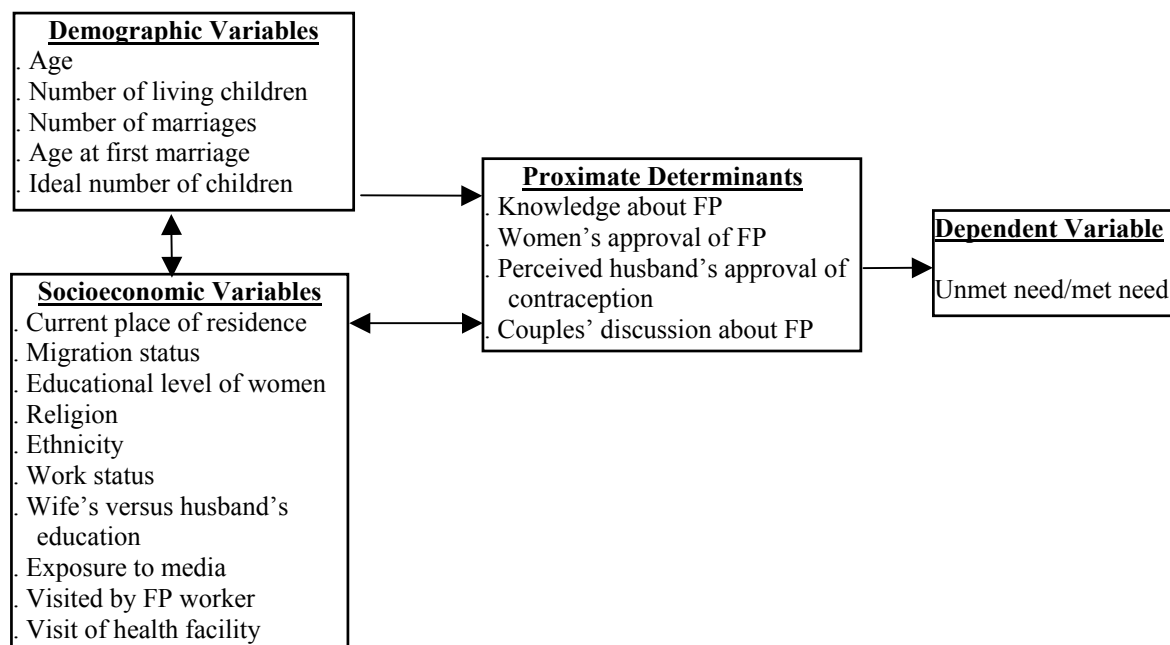 Demographic Variables
. Age
. Number of living children
. Number of marriages
. Age at first marriage
. Ideal number of children
Socioeconomic Variables
. Current place of residence
. Migration status
. Educational level of women
. Religion
. Ethnicity
. Work status
. Wife’s versus husband’s
education
. Exposure to media
. Visited by FP worker
. Visit of health facility
Proximate Determinants
. Knowledge about FP
. Women’s approval of FP
. Perceived husband’s approval of
contraception
. Couples’ discussion about FP
Dependent Variable
Unmet need/met need